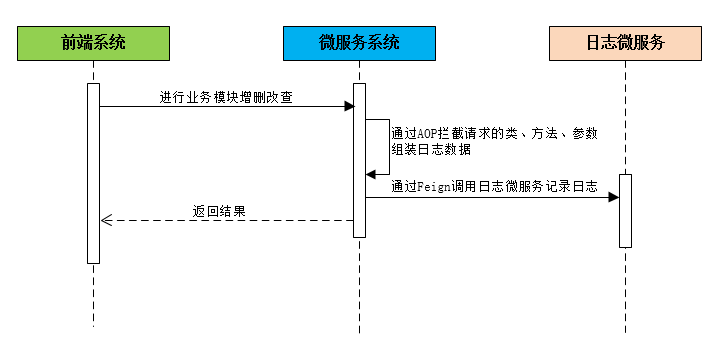 前端系统
微服务系统
日志微服务
进行业务模块增删改查
通过AOP拦截请求的类、方法、参数
组装日志数据
通过Feign调用日志微服务记录日志
返回结果